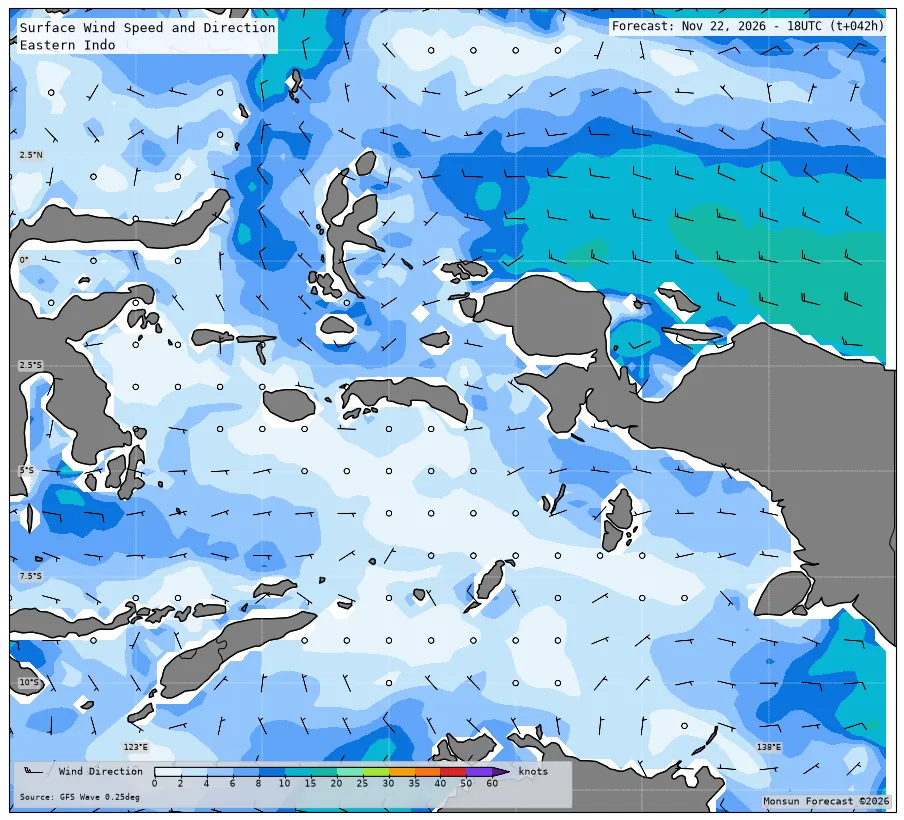 Surface Wind Speed and Direction
Eastern Indo
Forecast: Nov 22, 2026 - 18UTC (t+042h)
2.5°N
0°
2.5°S
5°S
7.5°S
10°S
123°E
138°E
Wind Direction
knots
0 2 4 6 8 10 15 20 25 30 35 40 50 60
Source: GFS Wave 0.25deg
Monsun Forecast ©2026